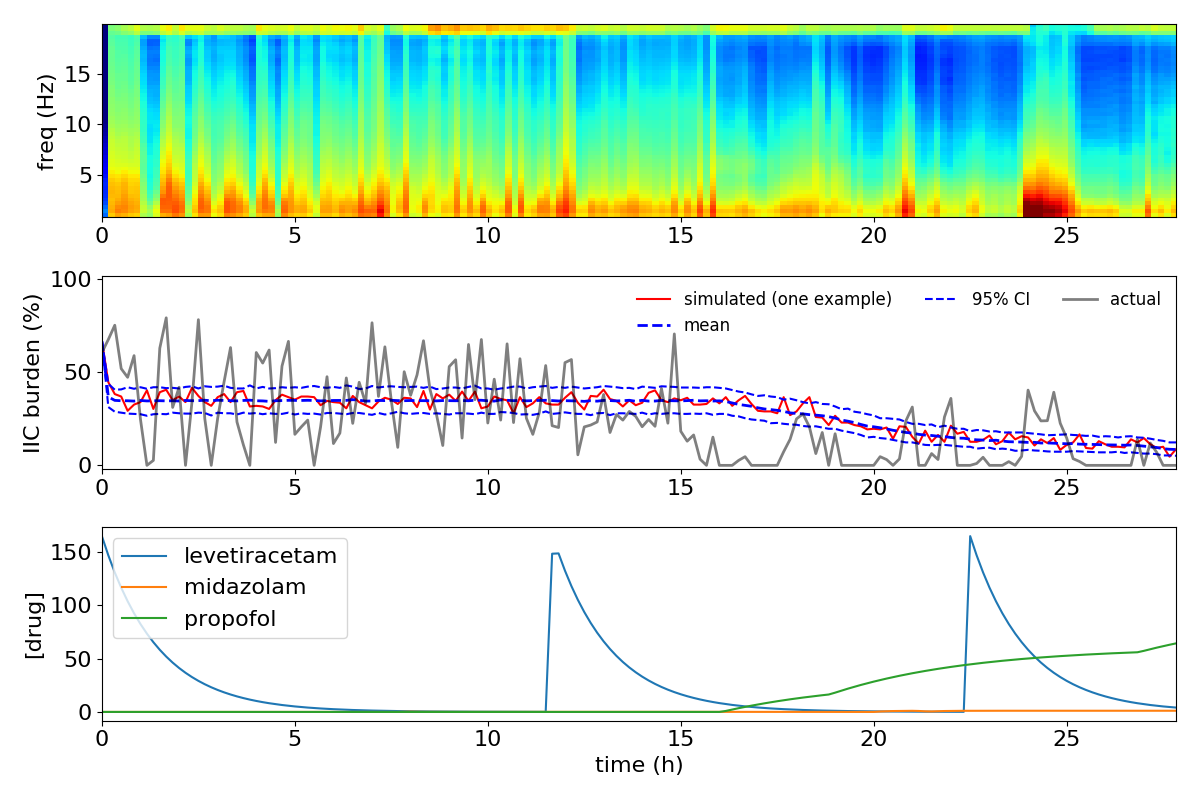 freq (Hz)
15
10
5
0 5 10 15 20 25
IIC burden (%)
100
50
0
simulated (one example)
mean
95% CI
actual
0 5 10 15 20 25
[drug]
150
100
50
0
levetiracetam
midazolam
propofol
0 5 10 15 20 25
time (h)